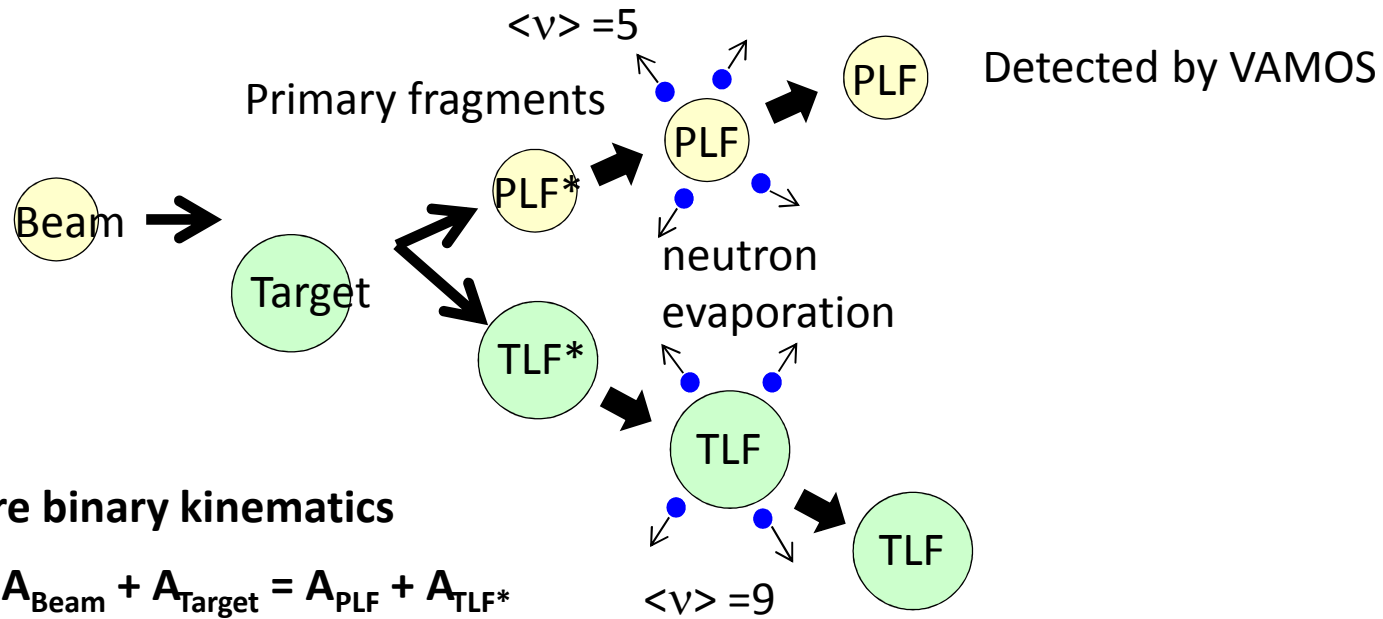 <ν> =5
Detected by VAMOS
Primary fragments
PLF
PLF
PLF*
Beam
neutron
evaporation
Target
TLF*
TLF
re binary kinematics
TLF
A_Beam + A_Target = A_PLF + A_TLF*
<ν> =9